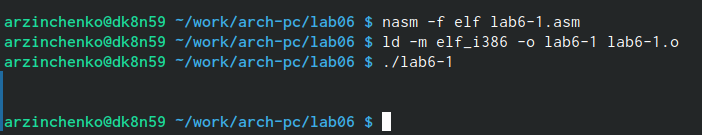 arzinchenko@dk8n59 ~/work/arch-pc/lab06 $ nasm -f elf lab6-1.asm
arzinchenko@dk8n59 ~/work/arch-pc/lab06 $ ld -m elf_i386 -o lab6-1 lab6-1.o
arzinchenko@dk8n59 ~/work/arch-pc/lab06 $ ./lab6-1
arzinchenko@dk8n59 ~/work/arch-pc/lab06 $